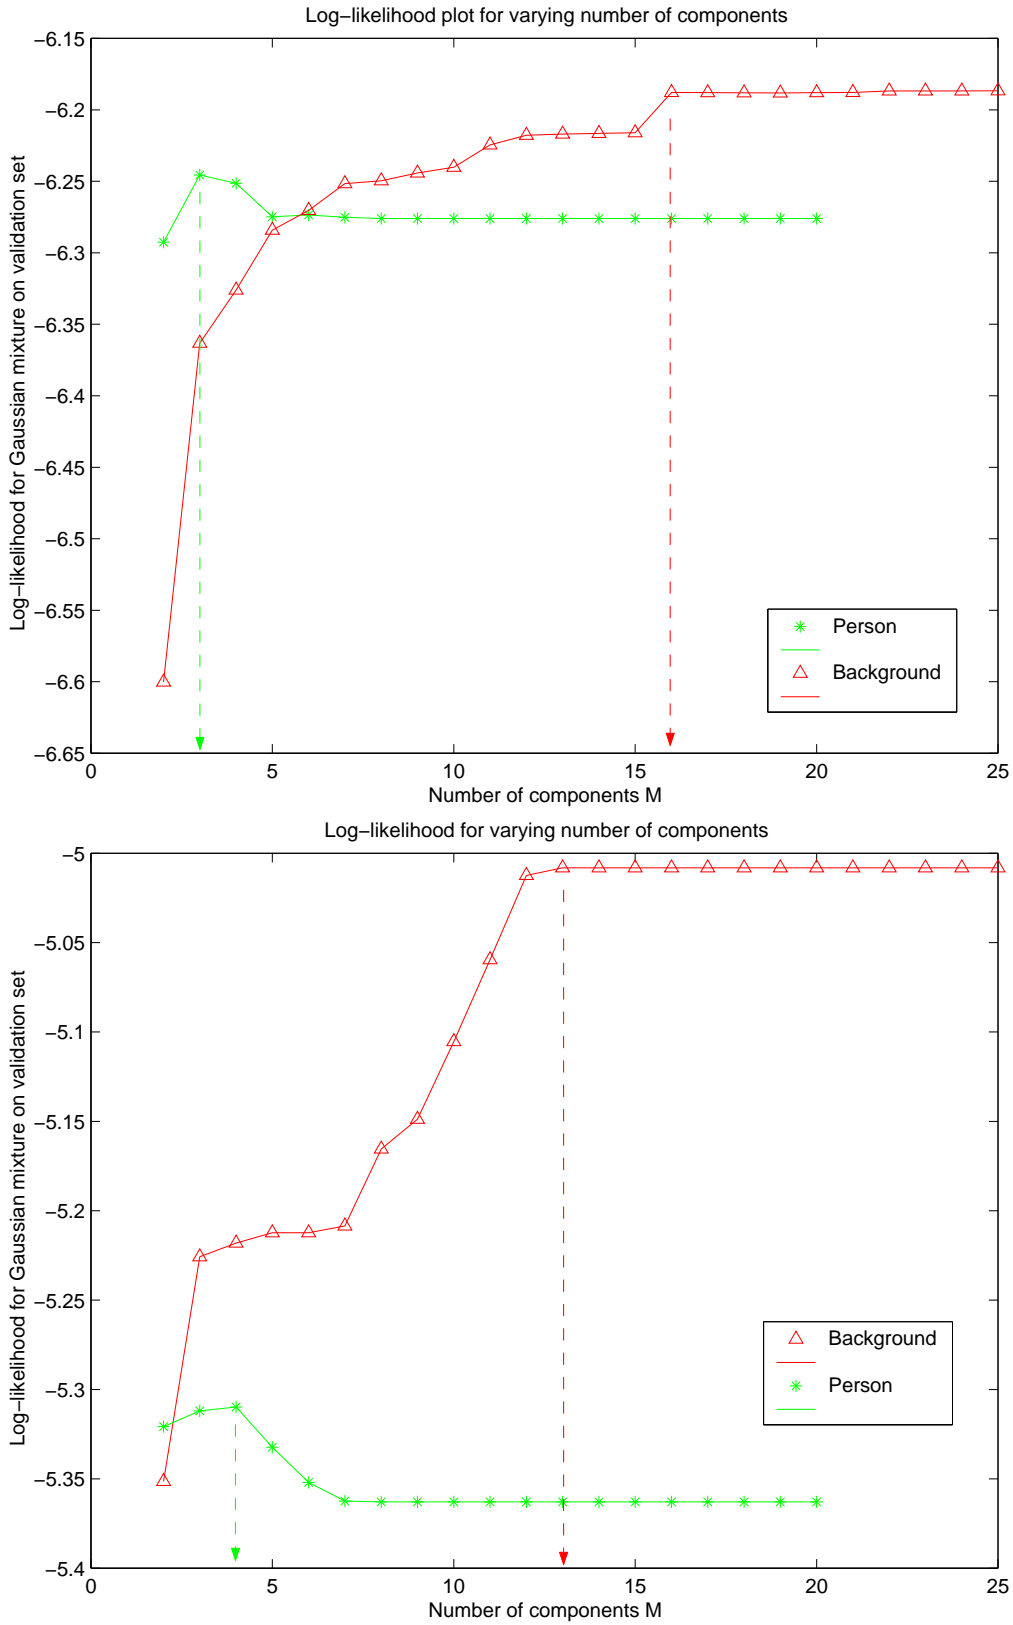 Log−likelihood plot for varying number of components
−6.15
−6.2
−6.25
−6.3
−6.35
−6.4
−6.45
−6.5
−6.55
−6.6
−6.65
Log−likelihood for Gaussian mixture on validation set
Person
Background
0 5 10 15 20 25
Number of components M
Log−likelihood for varying number of components
−5
−5.05
−5.1
−5.15
−5.2
−5.25
−5.3
−5.35
−5.4
Log−likelihood for Gaussian mixture on validation set
Background
Person
0 5 10 15 20 25
Number of components M